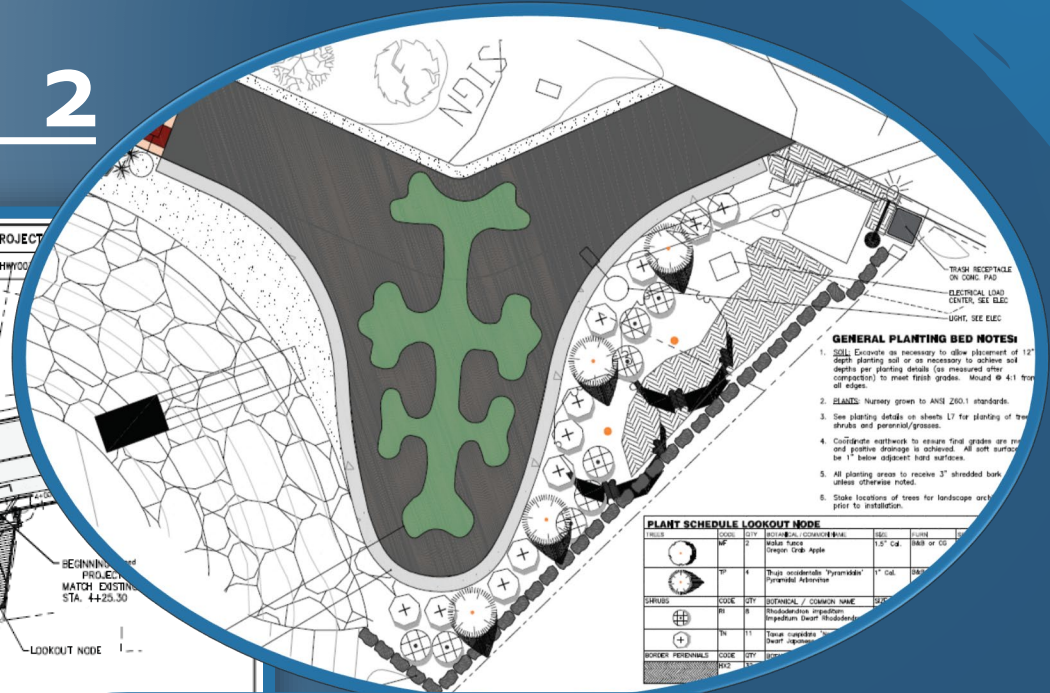 2
SIGN
TRASH RECEPTACLE
ON CONC. PAD
ELECTRICAL LOAD
CENTER, SEE ELEC
LIGHT, SEE ELEC
GENERAL PLANTING BED NOTES:
1. SOIL: Excavate as necessary to allow placement of 12"
depth planting soil or as necessary to achieve soil
depths per planting details (as measured after
compaction) to meet finish grades. Mound @ 4:1 from
all edges.
2. PLANTS: Nursery grown to ANSI Z60.1 standards.
3. See planting details on sheets L7 for planting of
shrubs and perennial/grasses.
4. Coordinate earthwork to ensure final grades are
and positive drainage is achieved. All soft
be 1" below adjacent hard surfaces.
5. All planting areas to receive 3" shredded bark
unless otherwise noted.
6. Stake locations of trees for landscape
prior to installation.
PLANT SCHEDULE LOOKOUT NODE
TREES CODE QTY BOTANICAL / COMMON NAME SIZE
MF 2 Malus fusca 1.5" Cal. B&B or CG
Oregon Crab Apple
TP 4 Thuja occidentalis 'Pyramidalis' 1" Cal.
Pyramidal Arborvitae
SHRUBS CODE QTY BOTANICAL / COMMON NAME
RI 8 Rhododendron impeditum
Impeditum Dwarf
TN 11 Taxus cuspidata
Dwarf
BORDER PERENNIALS CODE QTY
HX2
BEGINNING
PROJECT
MATCH EXISTING
STA. 4+25.30
LOOKOUT NODE